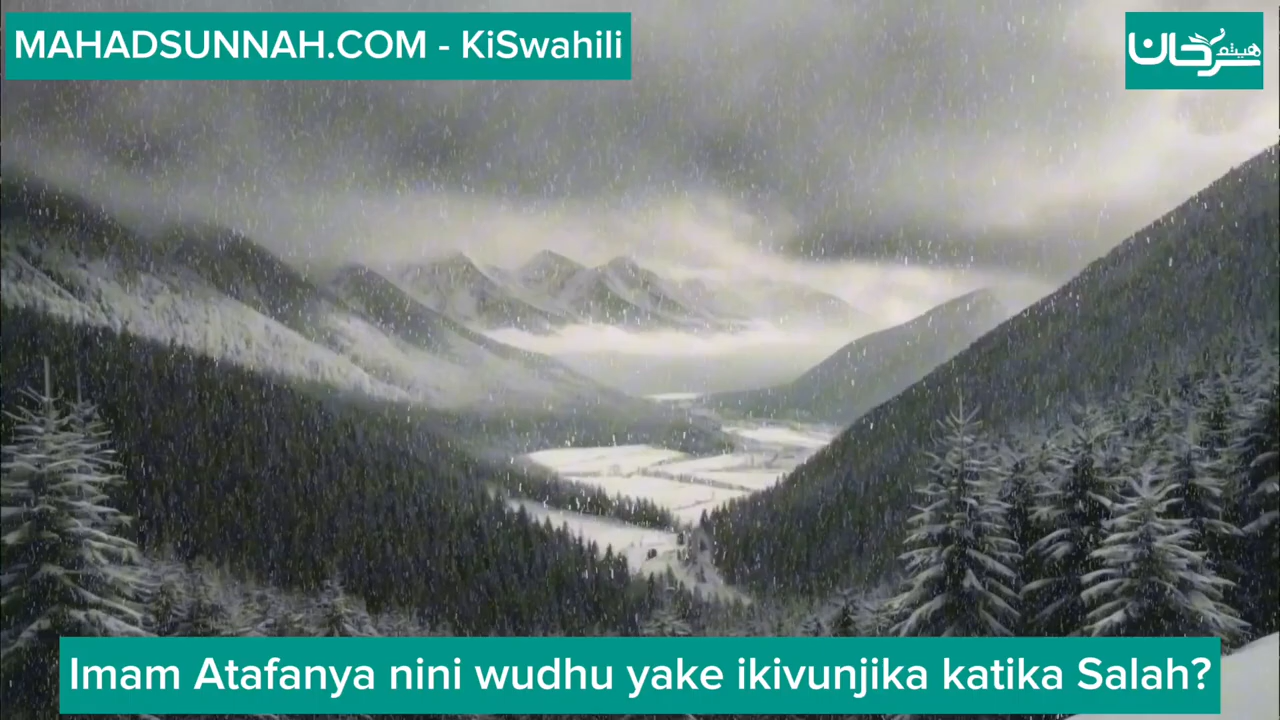 MAHADSUNNAH.COM - KiSwahili
هيثم سرحان
Imam Atafanya nini wudhu yake ikivunjika katika Salah?